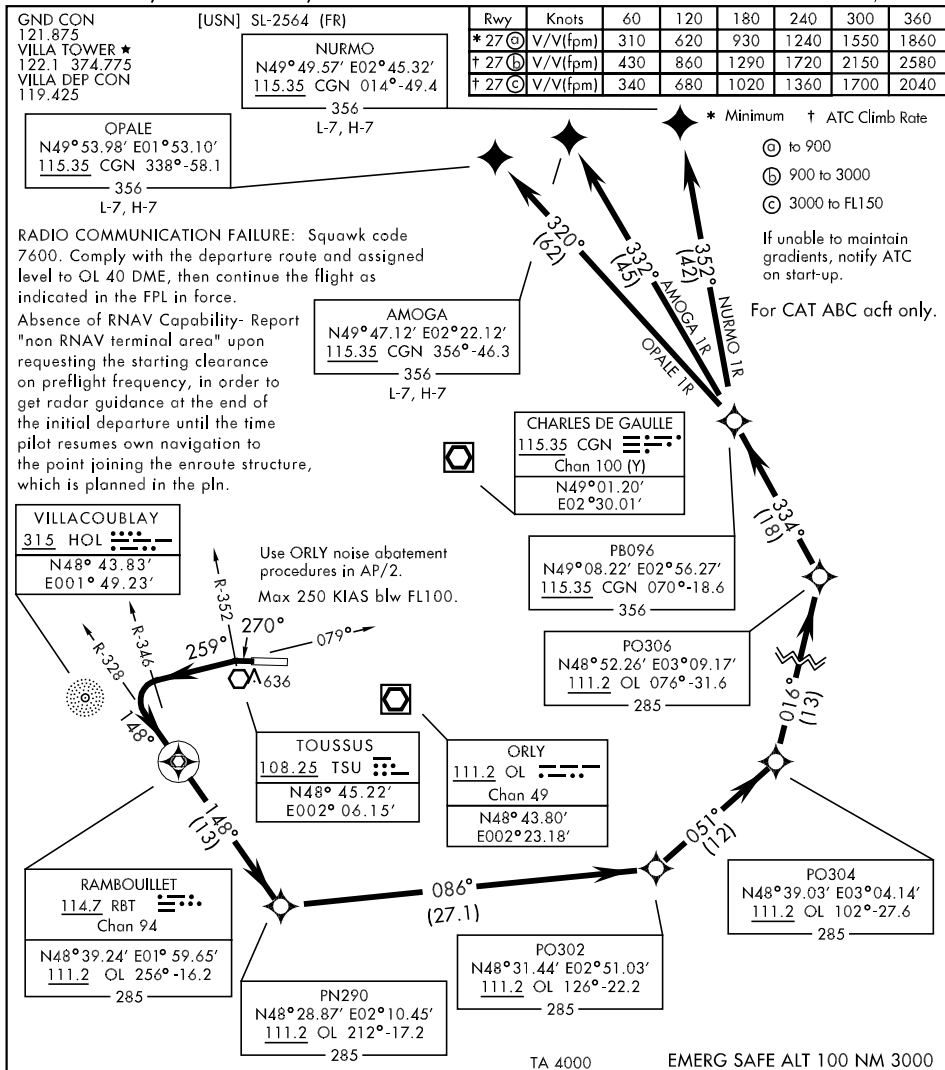 GND CON
121.875
VILLA TOWER ★
122.1 374.775
VILLA DEP CON
119.425
[USN] SL-2564 (FR)
Rwy Knots 60 120 180 240 300 360
* 27 ⓐ V/V(fpm) 310 620 930 1240 1550 1860
† 27 ⓑ V/V(fpm) 430 860 1290 1720 2150 2580
† 27 ⓒ V/V(fpm) 340 680 1020 1360 1700 2040
* Minimum † ATC Climb Rate
ⓐ to 900
ⓑ 900 to 3000
ⓒ 3000 to FL150
If unable to maintain
gradients, notify ATC
on start-up.
For CAT ABC acft only.
NURMO
N49°49.57' E02°45.32'
115.35 CGN 014°-49.4
356
L-7, H-7
OPALE
N49°53.98' E01°53.10'
115.35 CGN 338°-58.1
356
L-7, H-7
RADIO COMMUNICATION FAILURE: Squawk code
7600. Comply with the departure route and assigned
level to OL 40 DME, then continue the flight as
indicated in the FPL in force.
Absence of RNAV Capability- Report
"non RNAV terminal area" upon
requesting the starting clearance
on preflight frequency, in order to
get radar guidance at the end of
the initial departure until the time
pilot resumes own navigation to
the point joining the enroute structure,
which is planned in the pln.
AMOGA
N49°47.12' E02°22.12'
115.35 CGN 356°-46.3
356
L-7, H-7
320°
(62)
332°
(45)
352°
(42)
OPALE 1R
AMOGA 1R
NURMO 1R
CHARLES DE GAULLE
115.35 CGN
Chan 100 (Y)
N49°01.20'
E02°30.01'
334°
(18)
PB096
N49°08.22' E02°56.27'
115.35 CGN 070°-18.6
356
PO306
N48°52.26' E03°09.17'
111.2 OL 076°-31.6
285
VILLACOUBLAY
315 HOL
N48° 43.83'
E001° 49.23'
Use ORLY noise abatement
procedures in AP/2.
Max 250 KIAS blw FL100.
R-352
R-346
R-328
270°
079°
259°
636
148°
TOUSSUS
108.25 TSU
N48° 45.22'
E002° 06.15'
ORLY
111.2 OL
Chan 49
N48° 43.80'
E002°23.18'
016°
(13)
051°
(12)
148°
(13)
086°
(27.1)
RAMBOUILLET
114.7 RBT
Chan 94
N48°39.24' E01°59.65'
111.2 OL 256°-16.2
285
PN290
N48°28.87' E02°10.45'
111.2 OL 212°-17.2
285
PO302
N48°31.44' E02°51.03'
111.2 OL 126°-22.2
285
PO304
N48°39.03' E03°04.14'
111.2 OL 102°-27.6
285
TA 4000
EMERG SAFE ALT 100 NM 3000